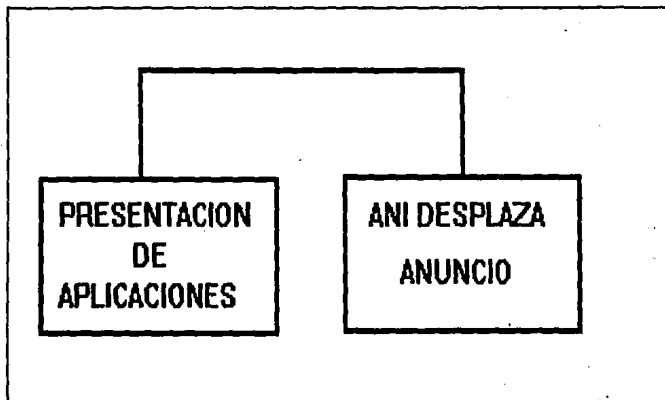 PRESENTACION
DE
APLICACIONES
ANI DESPLAZA
ANUNCIO